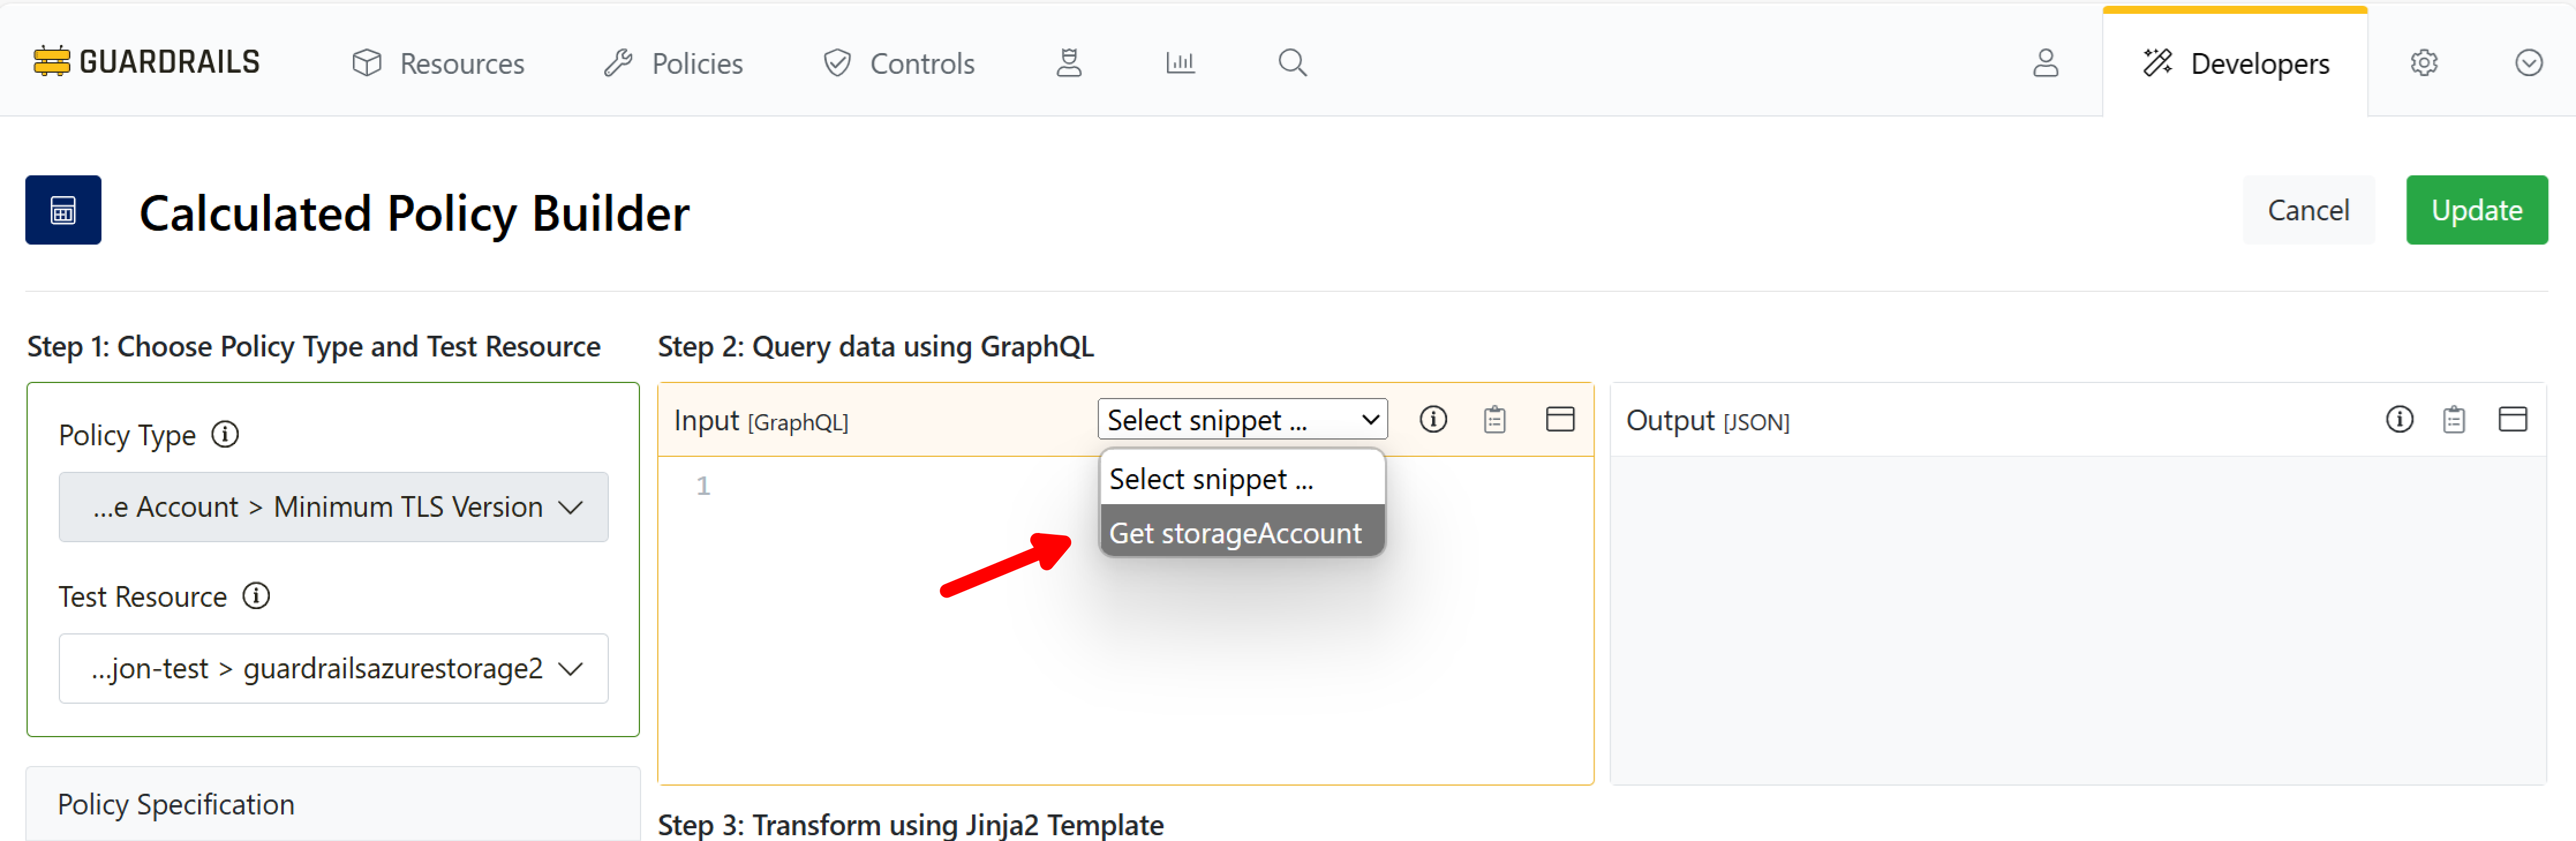 GUARDRAILS Resources Policies Controls Developers
Calculated Policy Builder Cancel Update
Step 1: Choose Policy Type and Test Resource
Policy Type
...e Account > Minimum TLS Version
Test Resource
...jon-test > guardrailsazurestorage2
Policy Specification
Step 2: Query data using GraphQL
Input [GraphQL] Select snippet ...
Select snippet ...
Get storageAccount
1
Output [JSON]
Step 3: Transform using Jinja2 Template